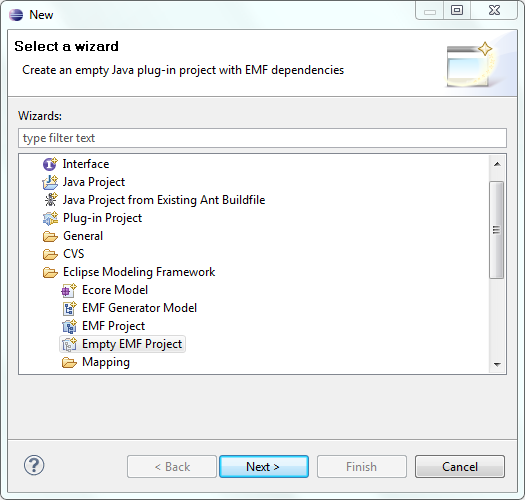 New
Select a wizard
Create an empty Java plug-in project with EMF dependencies
Wizards:
type filter text
Interface
Java Project
Java Project from Existing Ant Buildfile
Plug-in Project
General
CVS
Eclipse Modeling Framework
Ecore Model
EMF Generator Model
EMF Project
Empty EMF Project
Mapping
?
< Back
Next >
Finish
Cancel